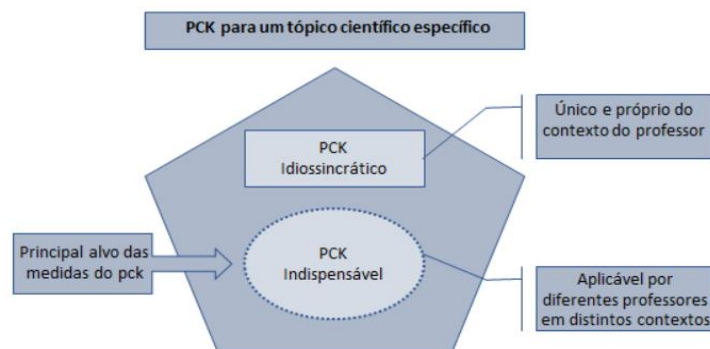 PCK para um tópico científico específico
PCK
Idiossincrático
Único e próprio do
contexto do professor
Principal alvo das
medidas do pck
PCK
Indispensável
Aplicável por
diferentes professores
em distintos contextos